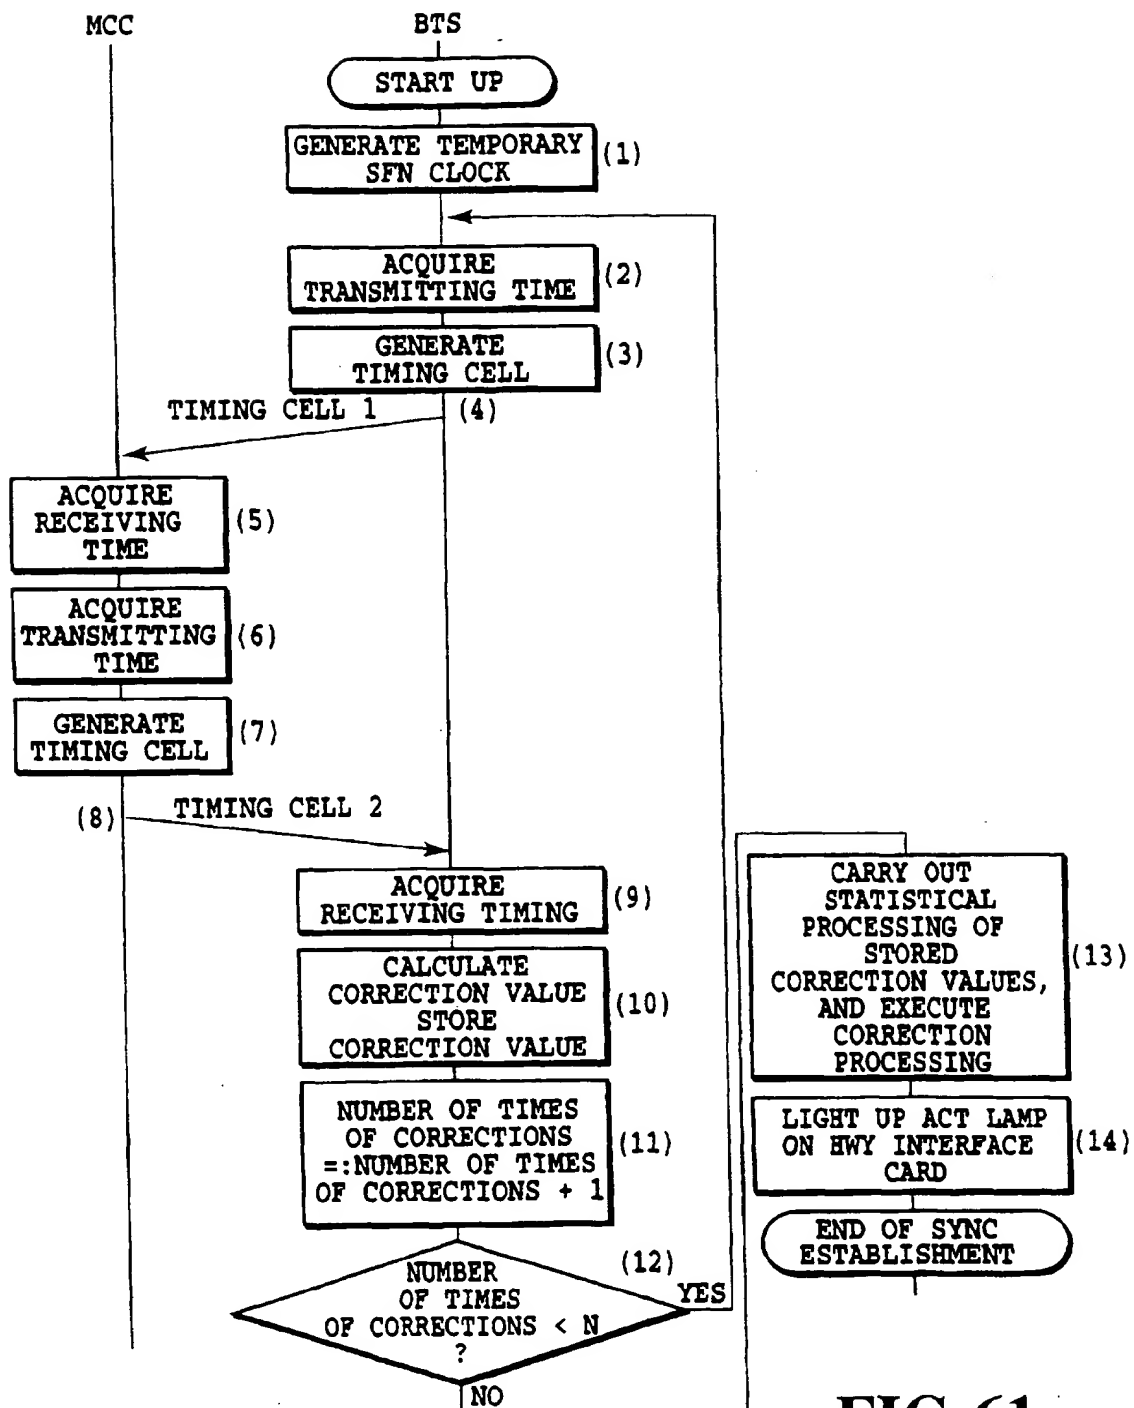 MCC
BTS
START UP
GENERATE TEMPORARY
SFN CLOCK
(1)
ACQUIRE
TRANSMITTING TIME
(2)
GENERATE
TIMING CELL
(3)
TIMING CELL 1
(4)
ACQUIRE
RECEIVING
TIME
(5)
ACQUIRE
TRANSMITTING
TIME
(6)
GENERATE
TIMING CELL
(7)
(8)
TIMING CELL 2
ACQUIRE
RECEIVING TIMING
(9)
CALCULATE
CORRECTION VALUE
STORE
CORRECTION VALUE
(10)
NUMBER OF TIMES
OF CORRECTIONS
=:NUMBER OF TIMES
OF CORRECTIONS + 1
(11)
NUMBER
OF TIMES
OF CORRECTIONS < N
?
(12)
YES
NO
CARRY OUT
STATISTICAL
PROCESSING OF
STORED
CORRECTION VALUES,
AND EXECUTE
CORRECTION
PROCESSING
(13)
LIGHT UP ACT LAMP
ON HWY INTERFACE
CARD
(14)
END OF SYNC
ESTABLISHMENT
FIG.61